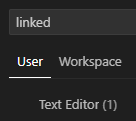 linked
User Workspace
Text Editor (1)